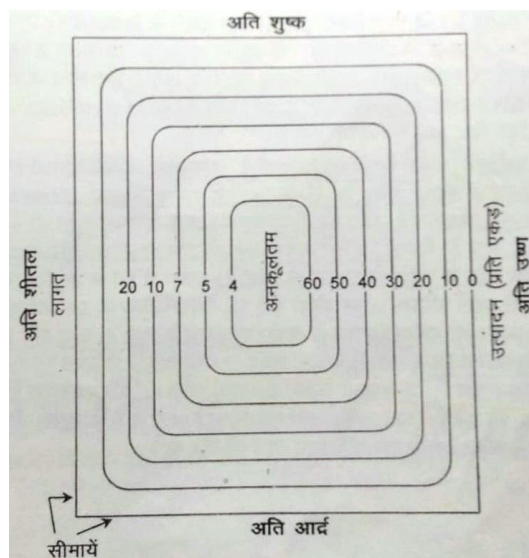 अति शुष्क
अति शीतल
लागत
20 10 7 5 4
अनकूलतम
60 50 40 30 20 10 0
उत्पादन (प्रति एकड़)
अति उष्ण
अति आर्द्र
सीमायें